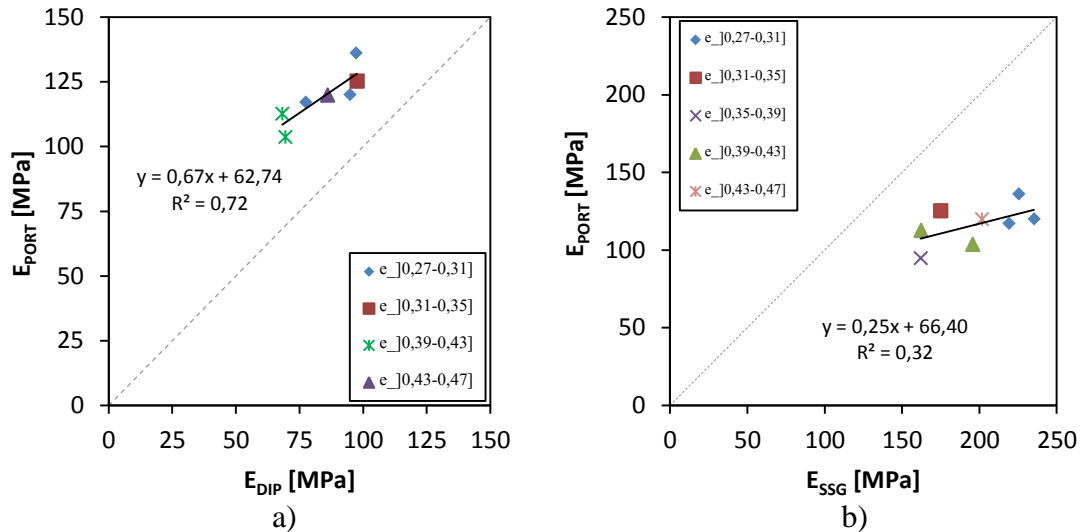 150
125
100
75
50
25
0
E_PORT [MPa]
y = 0,67x + 62,74
R² = 0,72
e_]0,27-0,31]
e_]0,31-0,35]
e_]0,39-0,43]
e_]0,43-0,47]
0 25 50 75 100 125 150
E_DIP [MPa]
a)
250
200
150
100
50
0
E_PORT [MPa]
e_]0,27-0,31]
e_]0,31-0,35]
e_]0,35-0,39]
e_]0,39-0,43]
e_]0,43-0,47]
y = 0,25x + 66,40
R² = 0,32
0 50 100 150 200 250
E_SSG [MPa]
b)